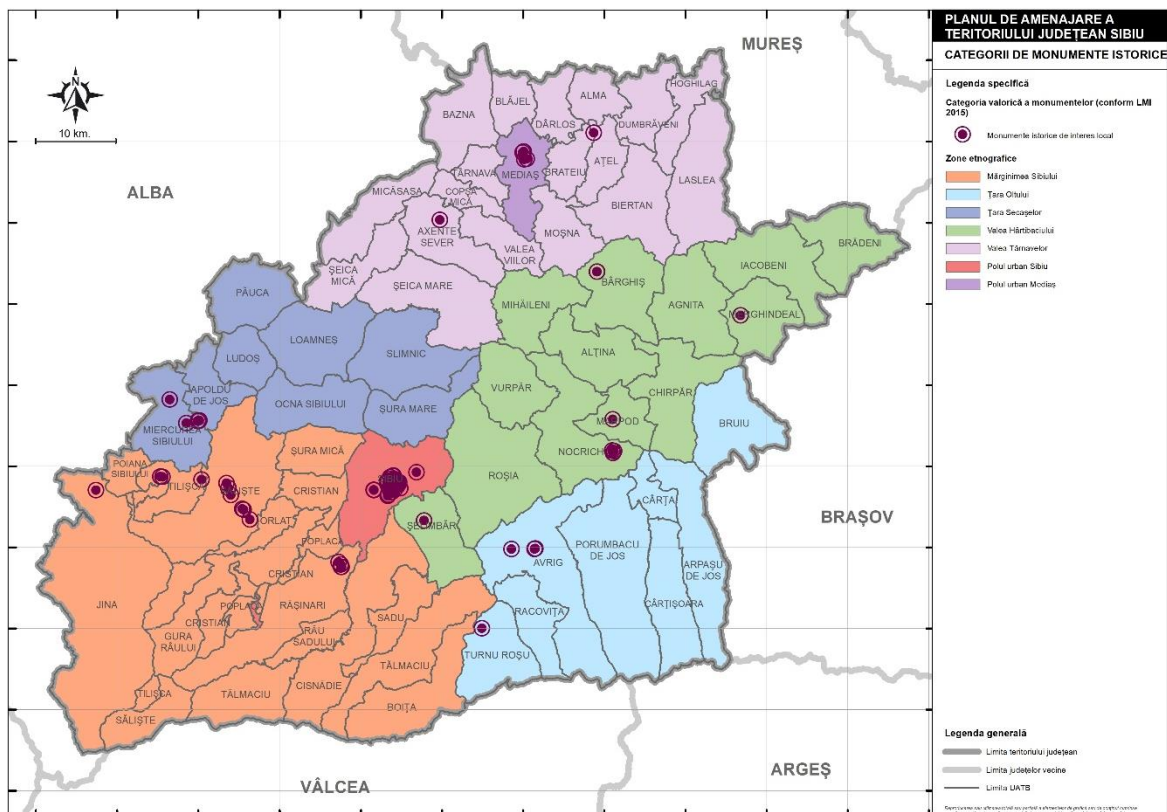 PLANUL DE AMENAJARE A
TERITORIULUI JUDEȚEAN SIBIU
CATEGORII DE MONUMENTE ISTORICE
Legenda specifică
Categoria valorică a monumentelor (conform LMI
2015)
Monumente istorice de interes local
Zone etnografice
Mărginimea Sibiului
Țara Oltului
Țara Secașelor
Valea Hârtibaciului
Valea Târnavelor
Polul urban Sibiu
Polul urban Mediaș
Legenda generală
Limita teritoriului județean
Limita județelor vecine
Limita UATB
N
10 km.
MUREȘ
ALBA
BRAȘOV
ARGEȘ
VÂLCEA
HOGHILAG
BLĂJEL
ALMA
BAZNA
DÂRLOS
DUMBRĂVENI
TÂRNAVA
MEDIAȘ
BRATEIU
AȚEL
LASLEA
MICĂSASA
COPȘA
MICĂ
BIERTAN
AXENTE
SEVER
MOȘNA
VALEA
VIILOR
BRĂDENI
ȘEICA
MICĂ
ȘEICA MARE
IACOBENI
BÂRGHIȘ
PĂUCA
MIHĂILENI
AGNITA
LOAMNEȘ
ALȚINA
LUDOȘ
SLIMNIC
VURPĂR
CHIRPĂR
APOLDU
DE JOS
OCNA SIBIULUI
ȘURA MARE
BRUIU
MIERCUREA
SIBIULUI
ȘURA MICĂ
NOCRICH
POIANA
SIBIULUI
TILIȘCA
CRISTIAN
ROȘIA
CÂRȚA
POPLACA
PORUMBACU
DE JOS
AVRIG
ARPAȘU
DE JOS
CRISTIAN
JINA
RĂȘINARI
CÂRȚIȘOARA
RACOVIȚA
SADU
CRISTIAN
GURA
RÂULUI
RÂU
SADULUI
TURNU ROȘU
TĂLMACIU
CISNĂDIE
TILIȘCA
TĂLMACIU
BOIȚA
SĂLIȘTE